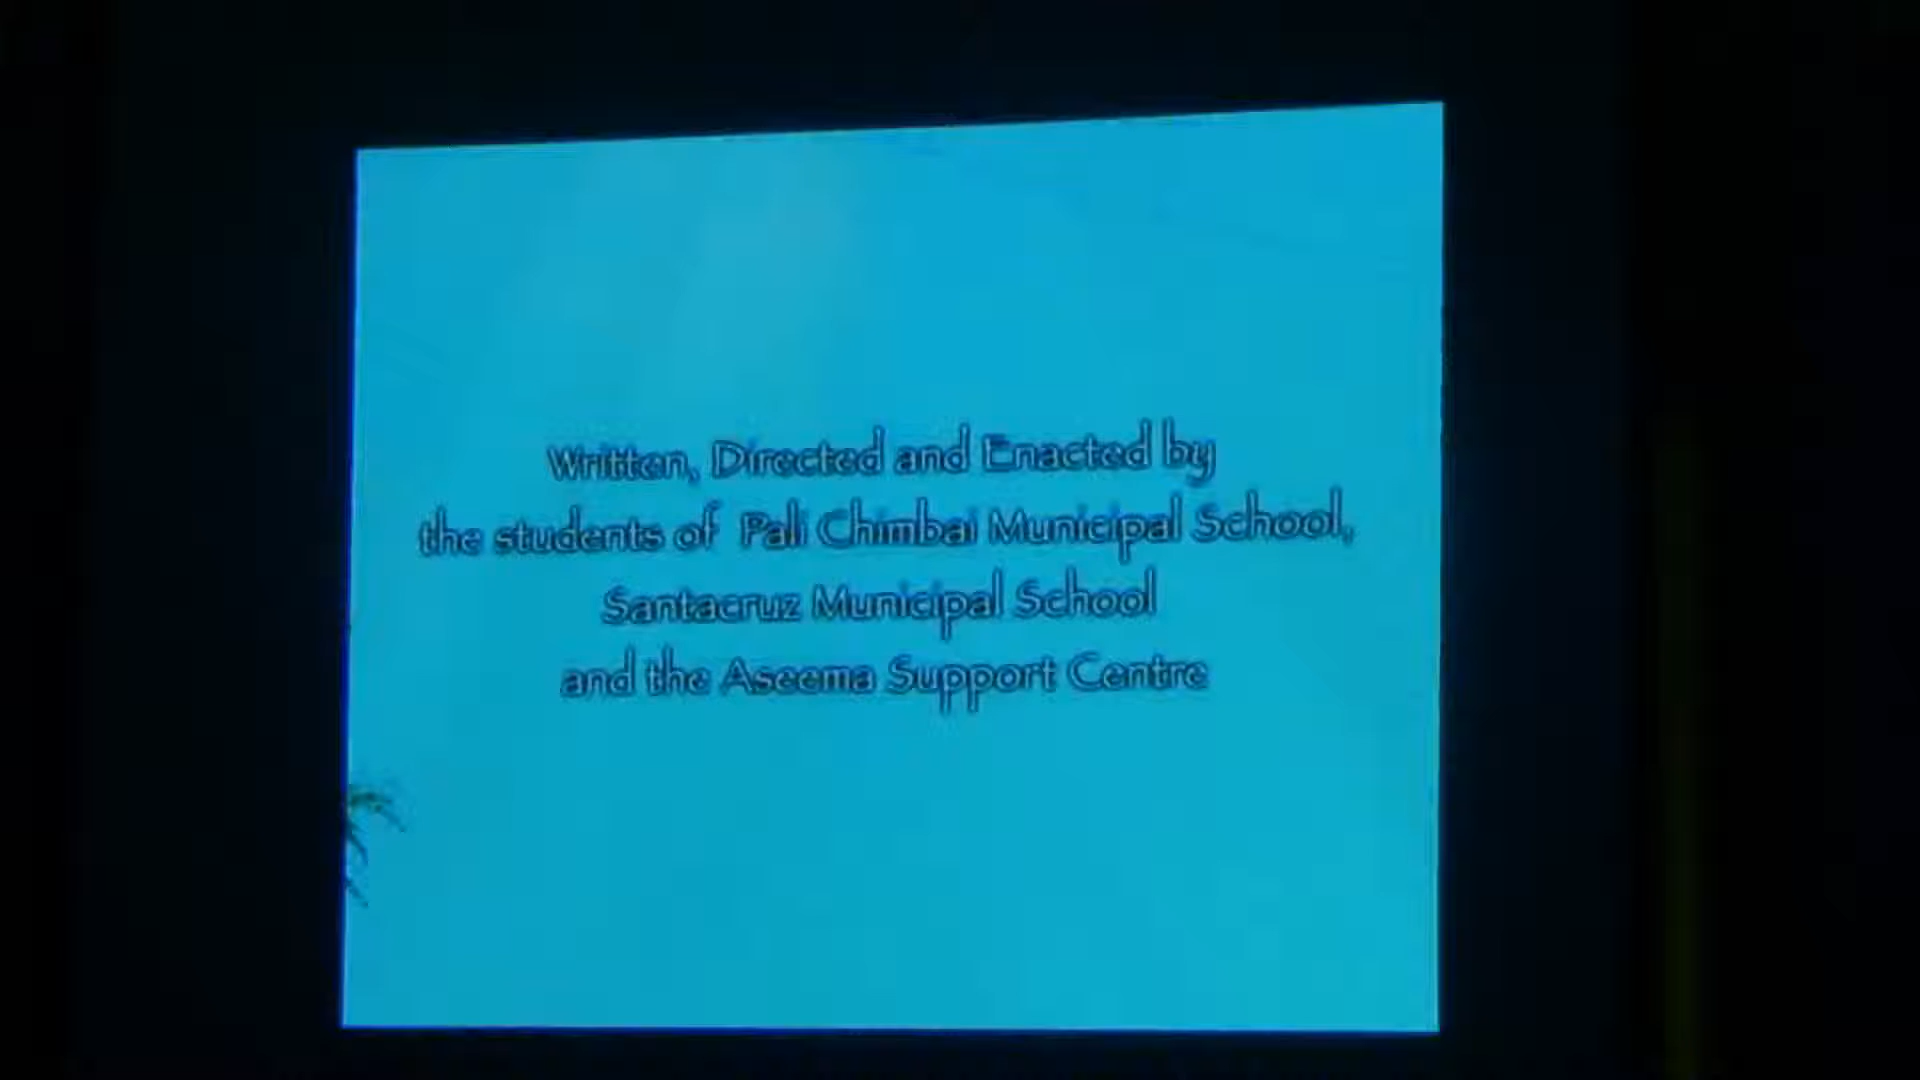 Written, Directed and Enacted by
the students of Pali Chimbai Municipal School,
Santacruz Municipal School
and the Aseema Support Centre